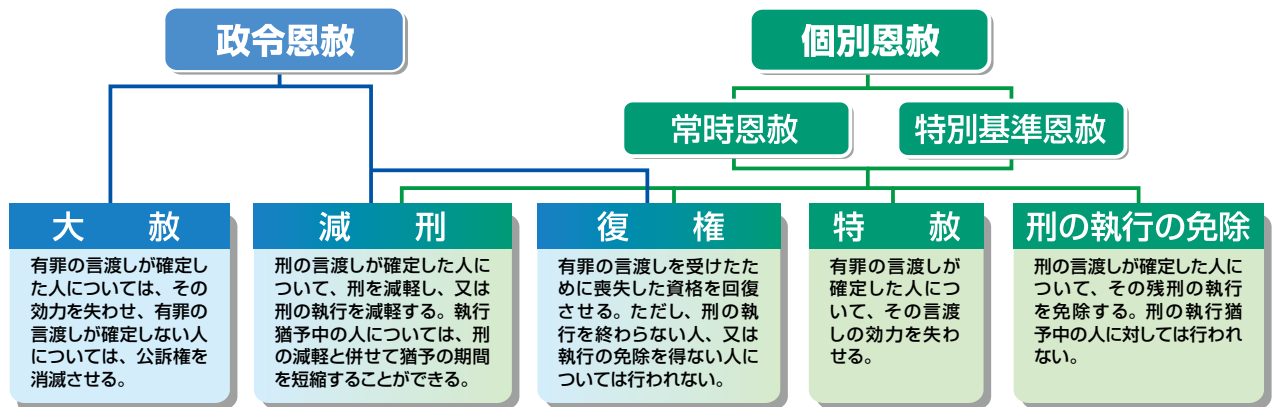 政令恩赦
個別恩赦
常時恩赦
特別基準恩赦
大赦
有罪の言渡しが確定し
た人については、その
効力を失わせ、有罪の
言渡しが確定しない人
については、公訴権を
消滅させる。
減刑
刑の言渡しが確定した人に
ついて、刑を減軽し、又は
刑の執行を減軽する。執行
猶予中の人については、刑
の減軽と併せて猶予の期間
を短縮することができる。
復権
有罪の言渡しを受けたた
めに喪失した資格を回復
させる。ただし、刑の執
行を終わらない人、又は
執行の免除を得ない人に
ついては行われない。
特赦
有罪の言渡しが
確定した人につ
いて、その言渡
しの効力を失わ
せる。
刑の執行の免除
刑の言渡しが確定した人に
ついて、その残刑の執行
を免除する。刑の執行猶
予中の人に対しては行われ
ない。